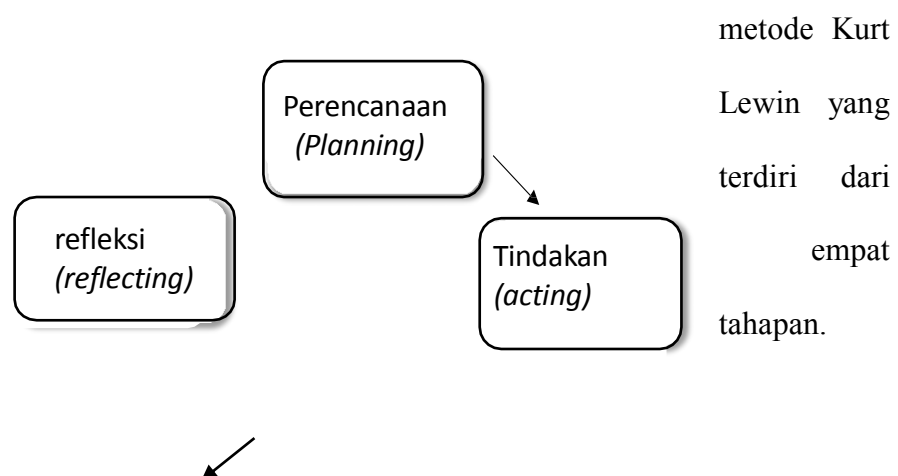 Perencanaan
(Planning)
refleksi
(reflecting)
Tindakan
(acting)
metode Kurt
Lewin yang
terdiri dari
empat
tahapan.